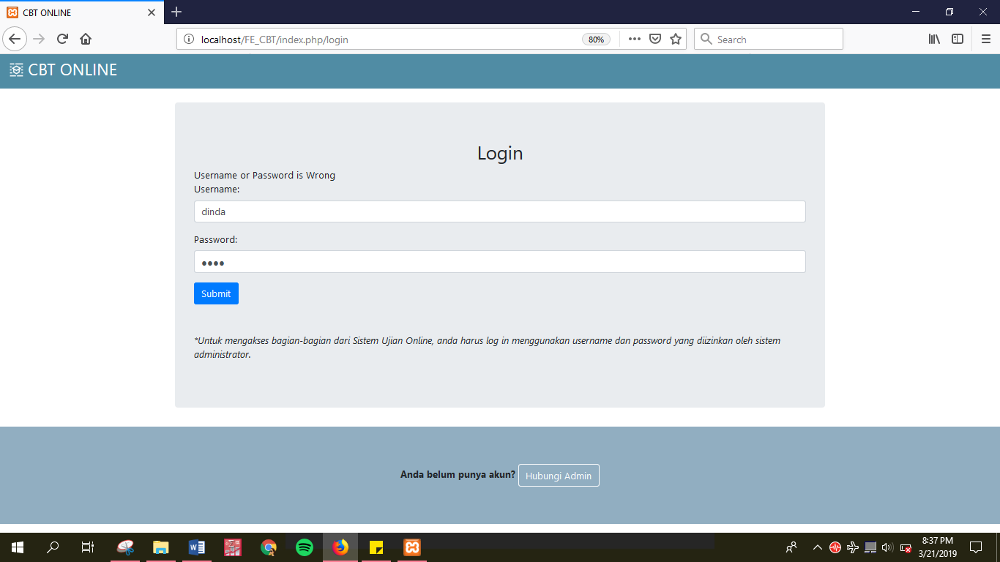 CBT ONLINE
localhost/FE_CBT/index.php/login
80%
Search
CBT ONLINE
Login
Username or Password is Wrong
Username:
dinda
Password:
Submit
*Untuk mengakses bagian-bagian dari Sistem Ujian Online, anda harus log in menggunakan username dan password yang diizinkan oleh sistem
administrator.
Anda belum punya akun? Hubungi Admin
8:37 PM
3/21/2019